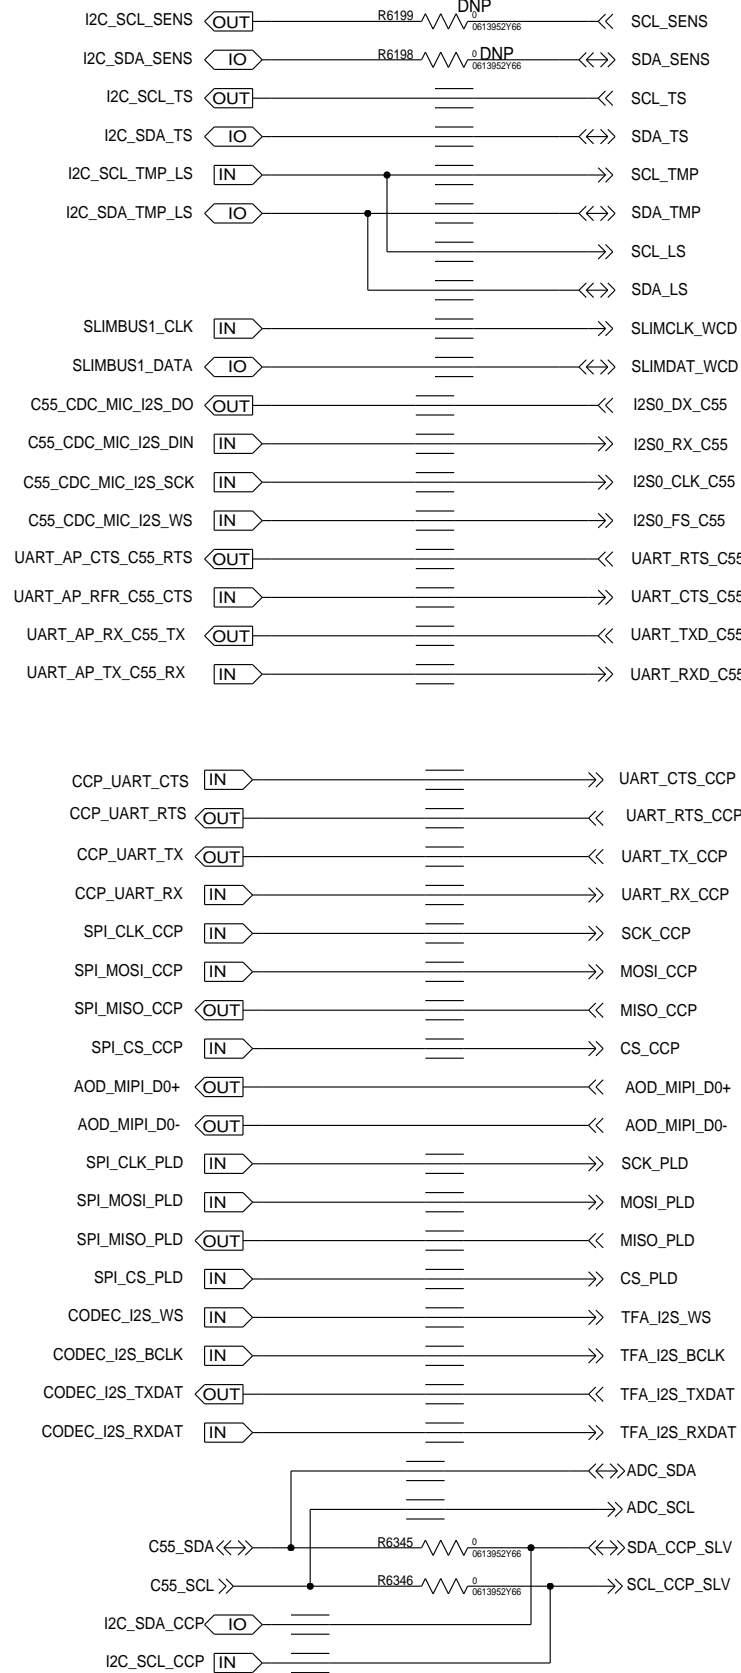 I2C_SCL_SENS OUT R6199 DNP 0 0613952Y66 SCL_SENS
I2C_SDA_SENS IO R6198 0 DNP 0613952Y66 SDA_SENS
I2C_SCL_TS OUT SCL_TS
I2C_SDA_TS IO SDA_TS
I2C_SCL_TMP_LS IN SCL_TMP
I2C_SDA_TMP_LS IO SDA_TMP
SCL_LS
SDA_LS
SLIMBUS1_CLK IN SLIMCLK_WCD
SLIMBUS1_DATA IO SLIMDAT_WCD
C55_CDC_MIC_I2S_DO OUT I2S0_DX_C55
C55_CDC_MIC_I2S_DIN IN I2S0_RX_C55
C55_CDC_MIC_I2S_SCK IN I2S0_CLK_C55
C55_CDC_MIC_I2S_WS IN I2S0_FS_C55
UART_AP_CTS_C55_RTS OUT UART_RTS_C55
UART_AP_RFR_C55_CTS IN UART_CTS_C55
UART_AP_RX_C55_TX OUT UART_TXD_C55
UART_AP_TX_C55_RX IN UART_RXD_C55
CCP_UART_CTS IN UART_CTS_CCP
CCP_UART_RTS OUT UART_RTS_CCP
CCP_UART_TX OUT UART_TX_CCP
CCP_UART_RX IN UART_RX_CCP
SPI_CLK_CCP IN SCK_CCP
SPI_MOSI_CCP IN MOSI_CCP
SPI_MISO_CCP OUT MISO_CCP
SPI_CS_CCP IN CS_CCP
AOD_MIPI_D0+ OUT AOD_MIPI_D0+
AOD_MIPI_D0- OUT AOD_MIPI_D0-
SPI_CLK_PLD IN SCK_PLD
SPI_MOSI_PLD IN MOSI_PLD
SPI_MISO_PLD OUT MISO_PLD
SPI_CS_PLD IN CS_PLD
CODEC_I2S_WS IN TFA_I2S_WS
CODEC_I2S_BCLK IN TFA_I2S_BCLK
CODEC_I2S_TXDAT OUT TFA_I2S_TXDAT
CODEC_I2S_RXDAT IN TFA_I2S_RXDAT
ADC_SDA
ADC_SCL
C55_SDA R6345 0 0613952Y66 SDA_CCP_SLV
C55_SCL R6346 0 0613952Y66 SCL_CCP_SLV
I2C_SDA_CCP IO
I2C_SCL_CCP IN